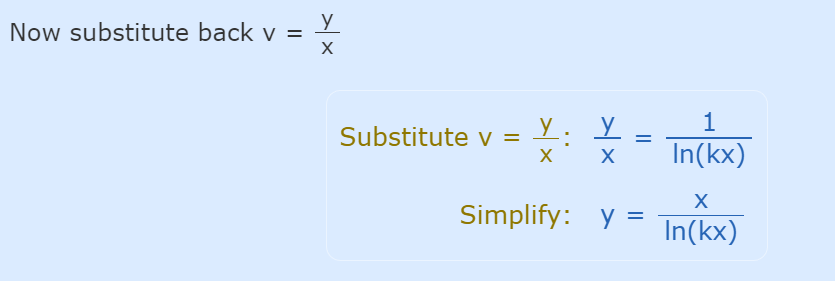 Now substitute back v = y/x
Substitute v = y/x: y/x = 1/ln(kx)
Simplify: y = x/ln(kx)